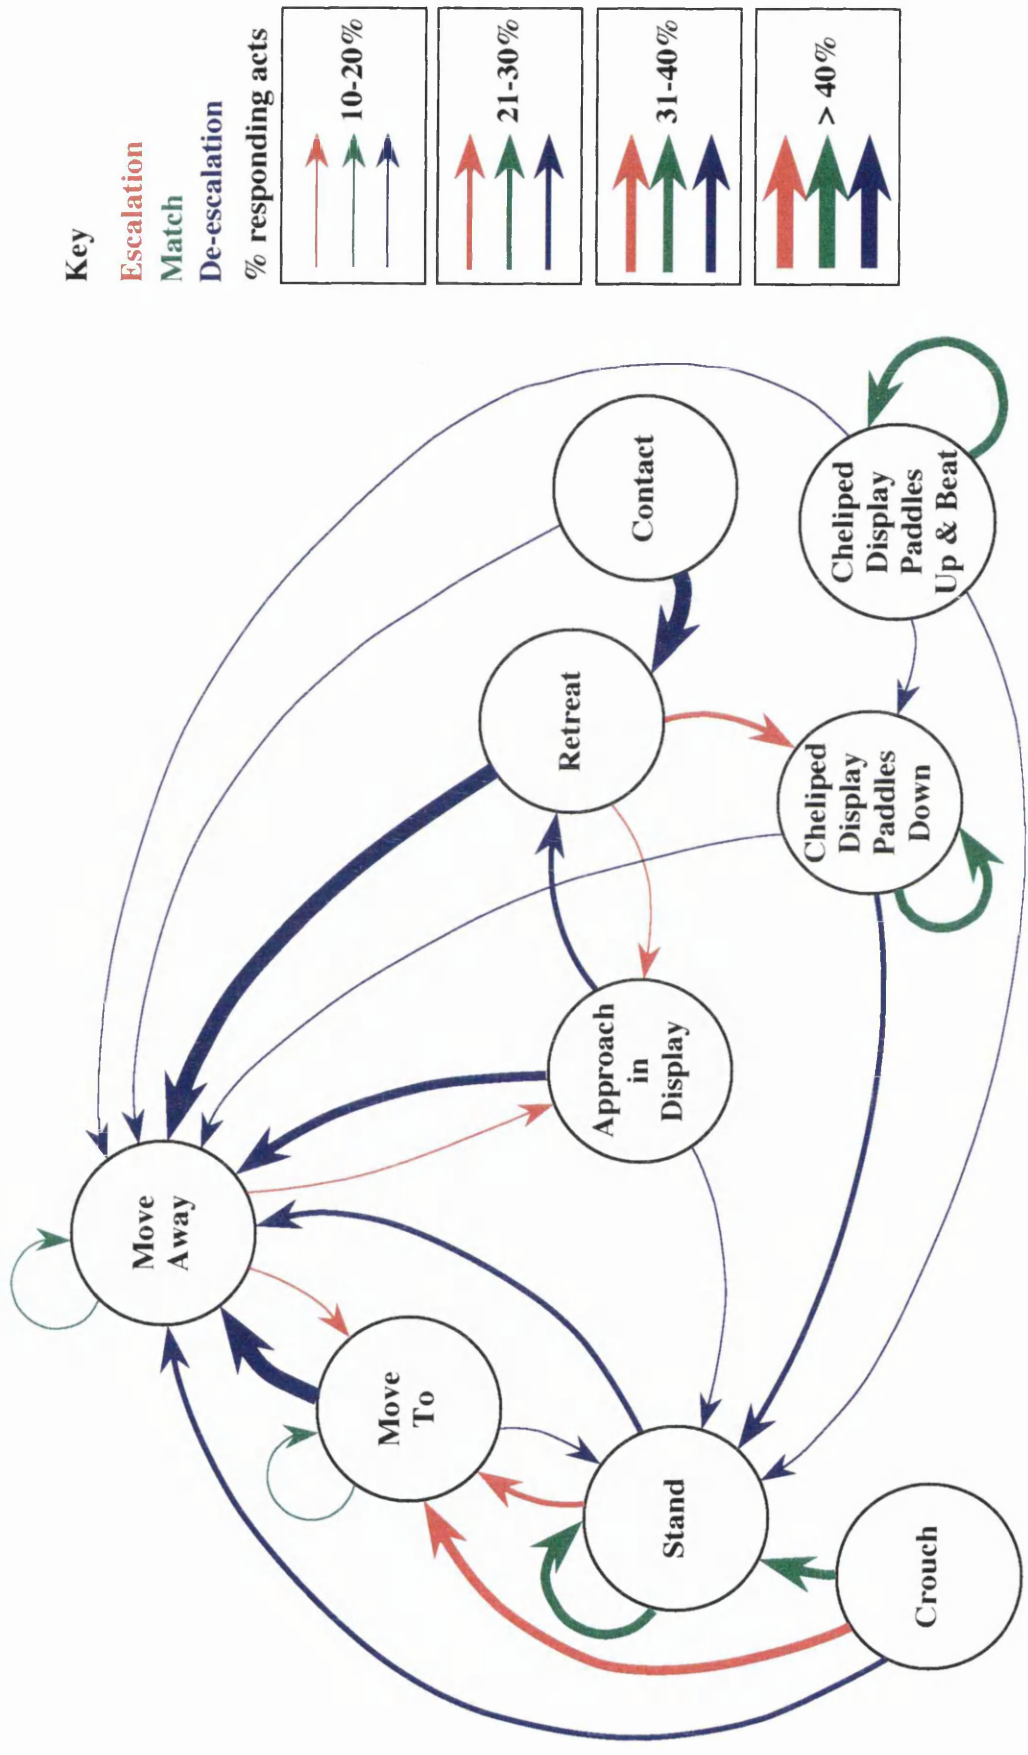 Key
Escalation
Match
De-escalation
% responding acts
10-20%
21-30%
31-40%
> 40%
Move
Away
Move
To
Stand
Crouch
Approach
in
Display
Retreat
Contact
Cheliped
Display
Paddles
Down
Cheliped
Display
Paddles
Up & Beat